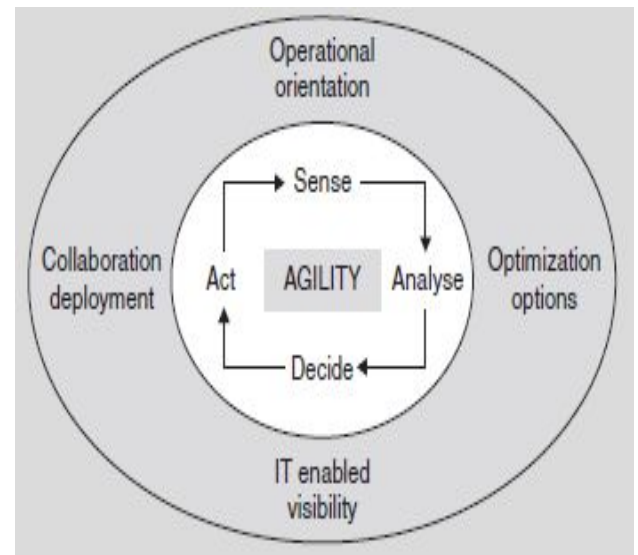 Operational
orientation
Sense
Collaboration
deployment
Act
AGILITY
Analyse
Optimization
options
Decide
IT enabled
visibility